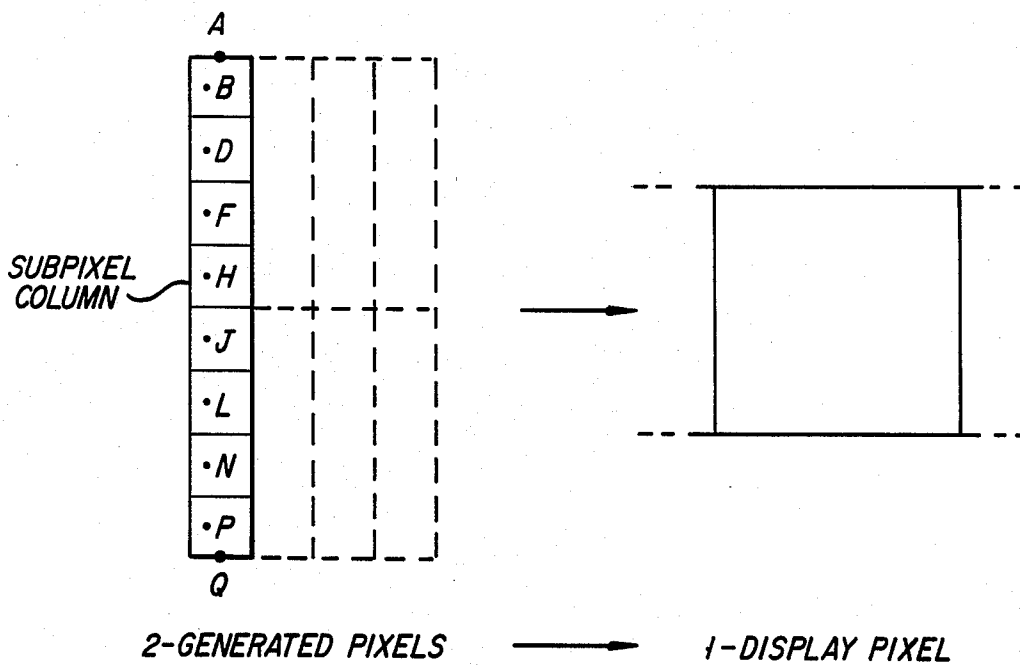 A
B
D
F
H
SUBPIXEL
COLUMN
J
L
N
P
Q
2-GENERATED PIXELS
1-DISPLAY PIXEL